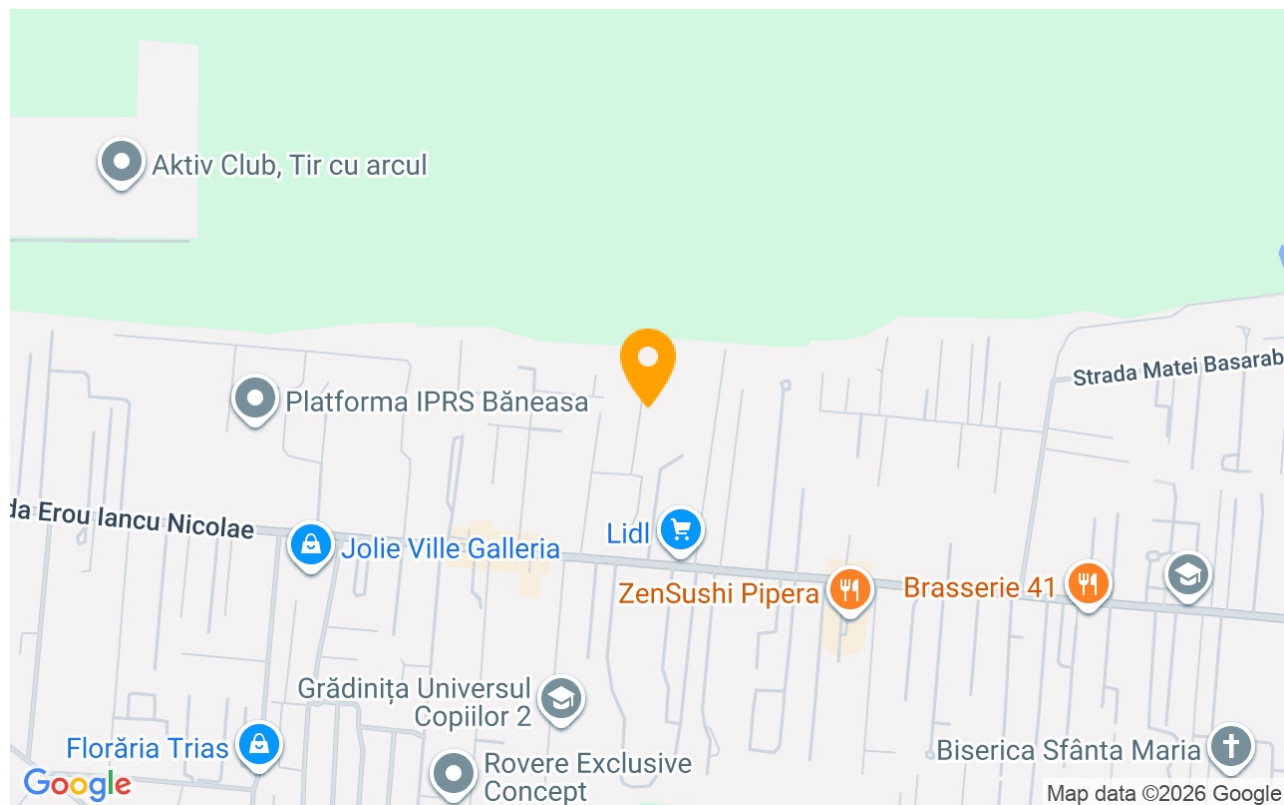 Aktiv Club, Tir cu arcul
Strada Matei Basarab
Platforma IPRS Băneasa
da Erou Iancu Nicolae
Jolie Ville Galleria
Lidl
ZenSushi Pipera
Brasserie 41
Grădinița Universul
Copiilor 2
Florăria Trias
Rovere Exclusive
Concept
Biserica Sfânta Maria
Google
Map data ©2026 Google